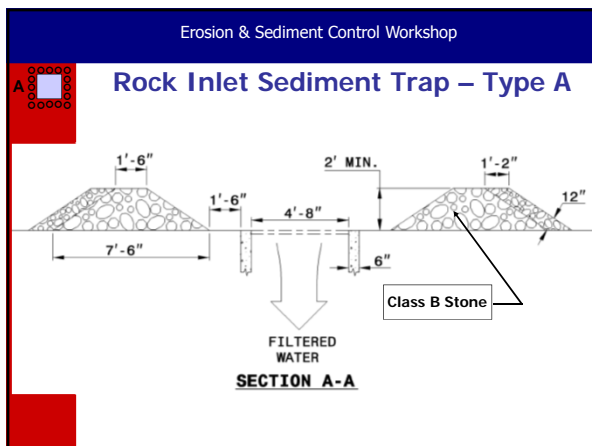 Erosion & Sediment Control Workshop
A
Rock Inlet Sediment Trap – Type A
1'-6"
2' MIN.
1'-2"
1'-6"
4'-8"
12"
7'-6"
6"
Class B Stone
FILTERED
WATER
SECTION A-A